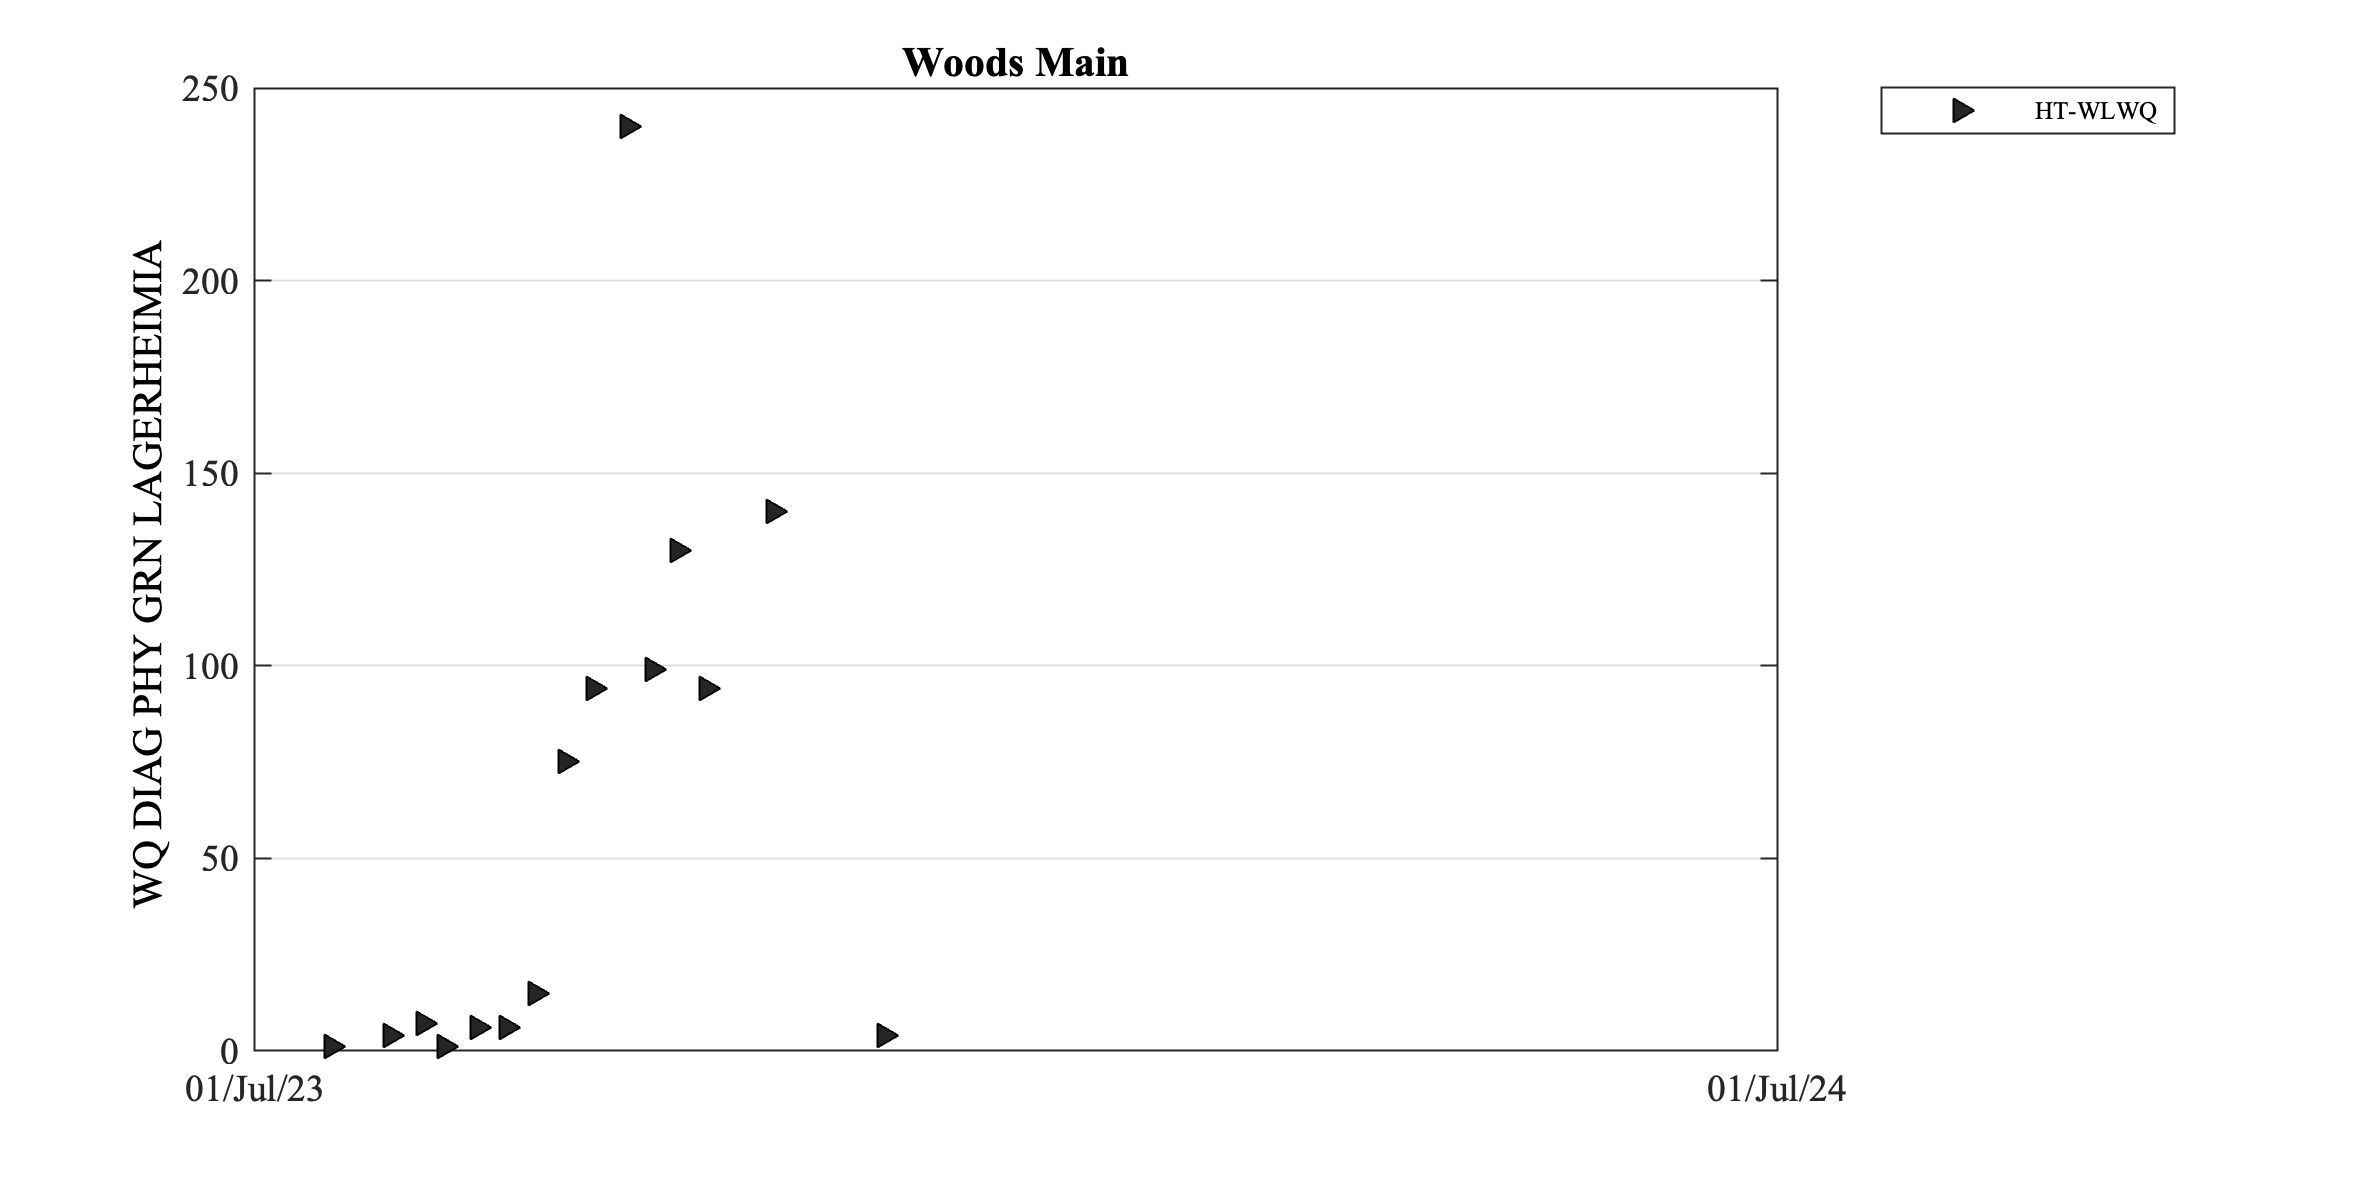 Woods Main
250
HT-WLWQ
200
150
100
50
0
WQ DIAG PHY GRN LAGERHEIMIA
01/Jul/23
01/Jul/24